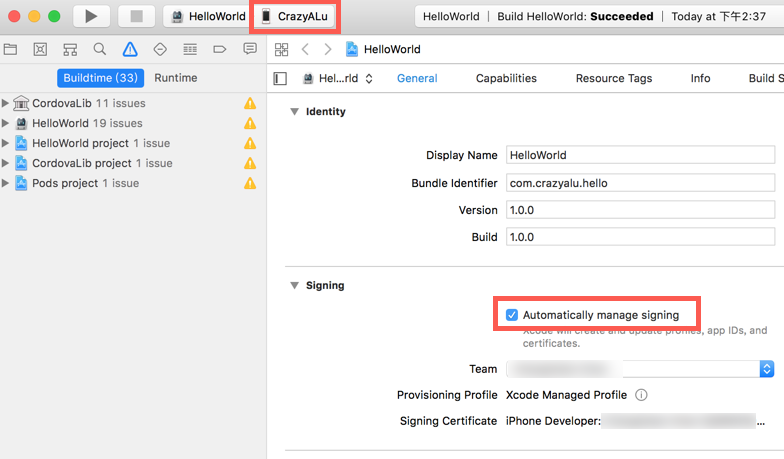 HelloWorld CrazyALu HelloWorld | Build HelloWorld: Succeeded | Today at 下午2:37
HelloWorld
Buildtime (33) Runtime
Hel...rld General Capabilities Resource Tags Info Build S
CordovaLib 11 issues
HelloWorld 19 issues
HelloWorld project 1 issue
CordovaLib project 1 issue
Pods project 1 issue
Identity
Display Name HelloWorld
Bundle Identifier com.crazyalu.hello
Version 1.0.0
Build 1.0.0
Signing
Automatically manage signing
Xcode will create and update profiles, app IDs, and
certificates.
Team
Provisioning Profile Xcode Managed Profile
Signing Certificate iPhone Developer: ...